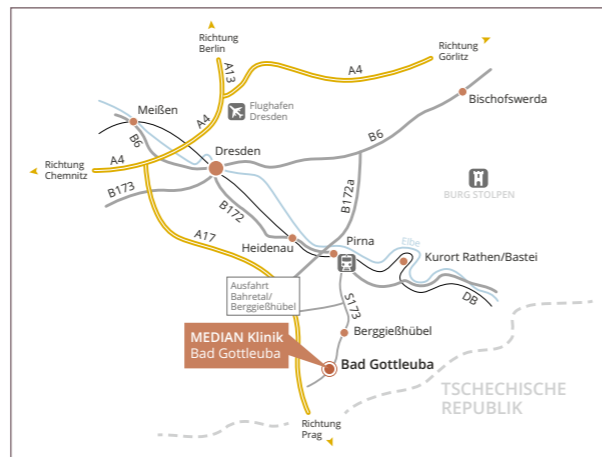 Richtung
Berlin
A13
A4
Richtung
Görlitz
Meißen
Flughafen
Dresden
Bischofswerda
A4
B6
B6
Dresden
Richtung
Chemnitz
A4
B173
B172
B172a
BURG STOLPEN
A17
Heidenau
Pirna
Elbe
Kurort Rathen/Bastei
Ausfahrt
Bahretal/
Berggießhübel
S173
DB
MEDIAN Klinik
Bad Gottleuba
Berggießhübel
Bad Gottleuba
TSCHECHISCHE
REPUBLIK
Richtung
Prag